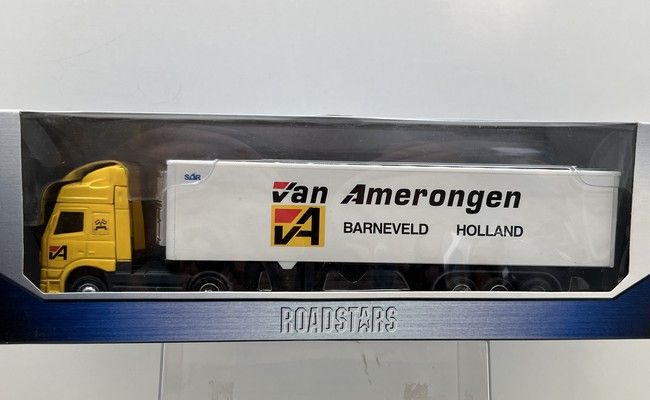 SOR
Van Amerongen
VA
BARNEVELD HOLLAND
VA
ROADSTARS